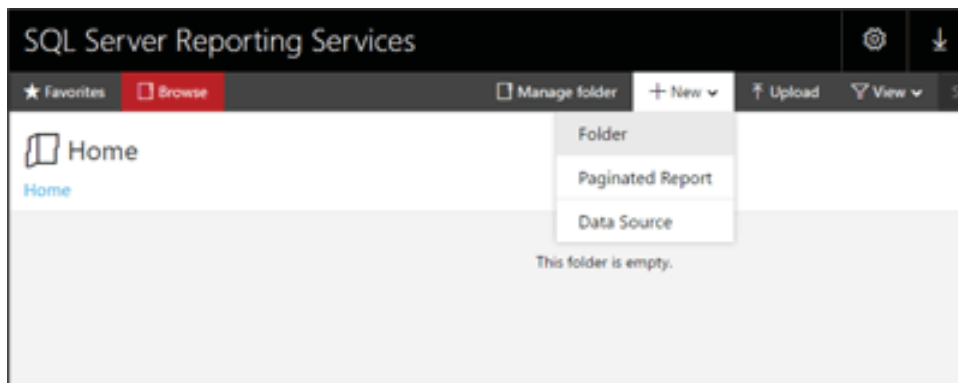 SQL Server Reporting Services
Favorites Browse Manage folder New Upload View
Home
Home
Folder
Paginated Report
Data Source
This folder is empty.